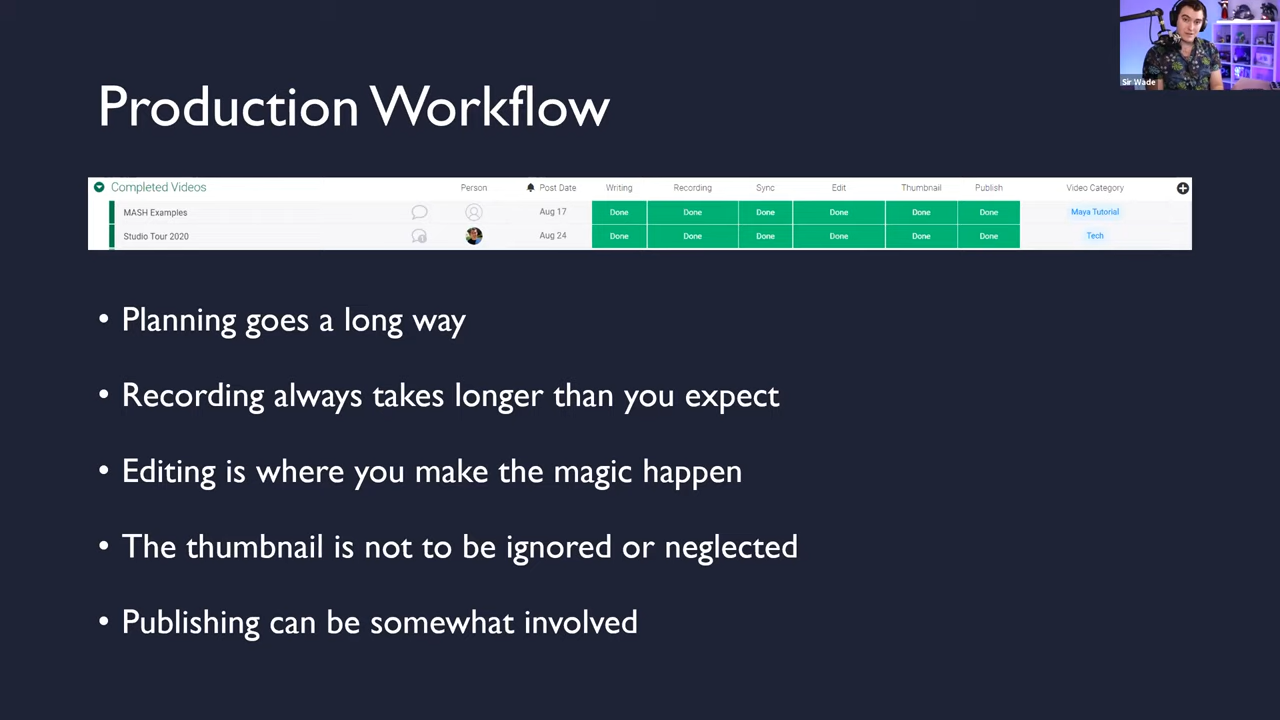 Sir Wade
Production Workflow
Completed Videos Person Post Date Writing Recording Sync Edit Thumbnail Publish Video Category
MASH Examples Aug 17 Done Done Done Done Done Done Maya Tutorial
Studio Tour 2020 Aug 24 Done Done Done Done Done Done Tech
• Planning goes a long way
• Recording always takes longer than you expect
• Editing is where you make the magic happen
• The thumbnail is not to be ignored or neglected
• Publishing can be somewhat involved